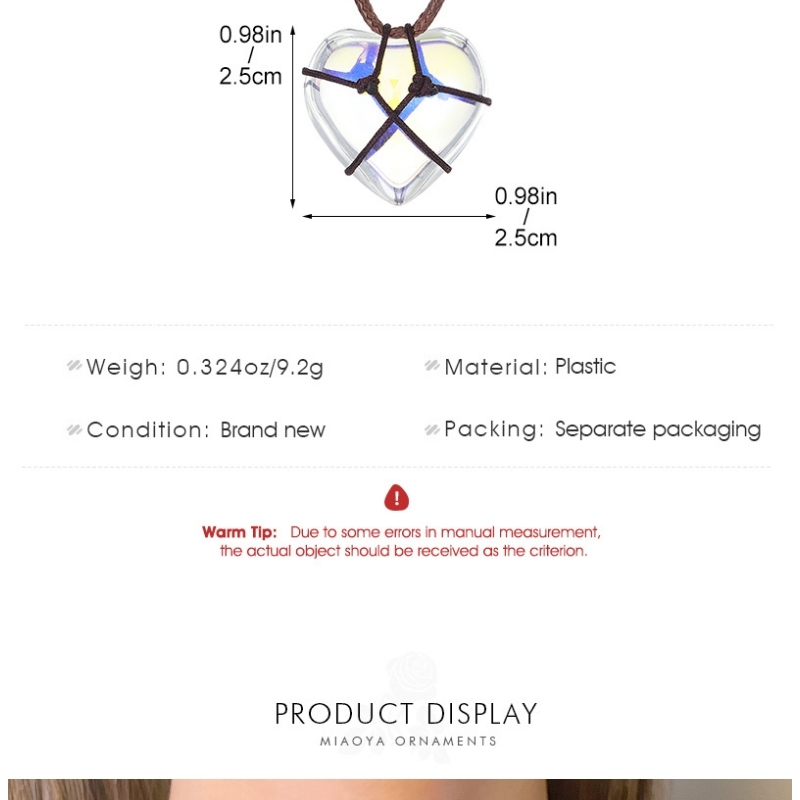 0.98in
/
2.5cm
0.98in
/
2.5cm
Weigh: 0.324oz/9.2g
Material: Plastic
Condition: Brand new
Packing: Separate packaging
!
Warm Tip: Due to some errors in manual measurement,
the actual object should be received as the criterion.
PRODUCT DISPLAY
MIAOYA ORNAMENTS